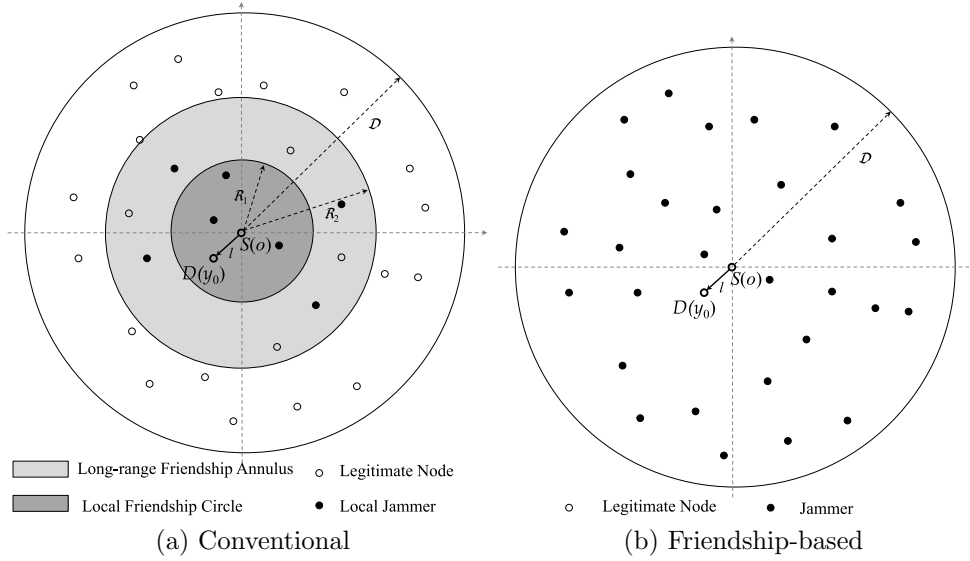 𝒟
R₁
R₂
S(o)
l
D(y₀)
Long-range Friendship Annulus
Legitimate Node
Local Friendship Circle
Local Jammer
(a) Conventional
𝒟
S(o)
l
D(y₀)
Legitimate Node
Jammer
(b) Friendship-based